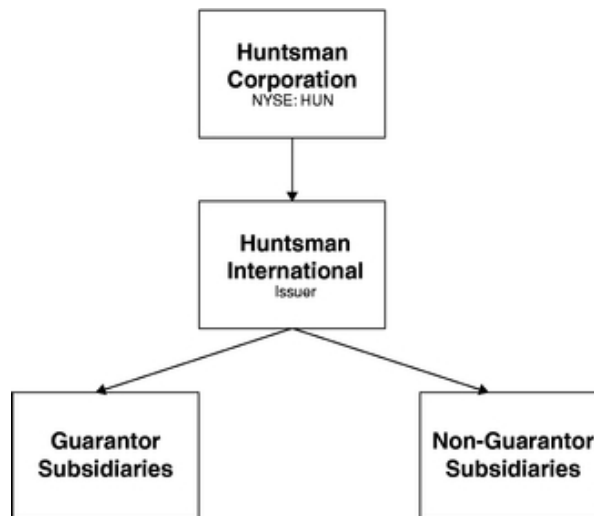 Huntsman
Corporation
NYSE: HUN
Huntsman
International
Issuer
Guarantor
Subsidiaries
Non-Guarantor
Subsidiaries